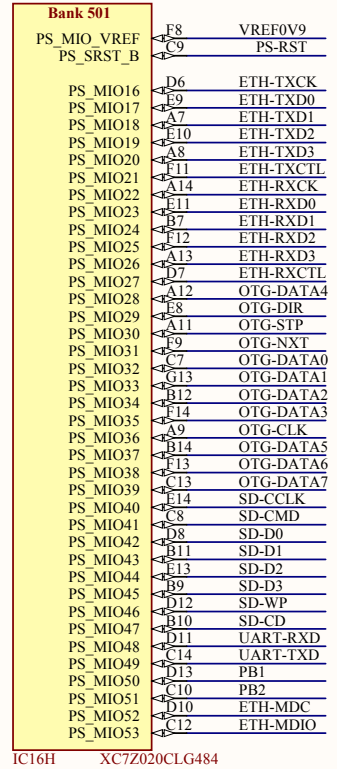 Bank 501
PS_MIO_VREF F8 VREF0V9
PS_SRST_B C9 PS-RST
PS_MIO16 D6 ETH-TXCK
PS_MIO17 E9 ETH-TXD0
PS_MIO18 A7 ETH-TXD1
PS_MIO19 E10 ETH-TXD2
PS_MIO20 A8 ETH-TXD3
PS_MIO21 F11 ETH-TXCTL
PS_MIO22 A14 ETH-RXCK
PS_MIO23 E11 ETH-RXD0
PS_MIO24 B7 ETH-RXD1
PS_MIO25 F12 ETH-RXD2
PS_MIO26 A13 ETH-RXD3
PS_MIO27 D7 ETH-RXCTL
PS_MIO28 A12 OTG-DATA4
PS_MIO29 E8 OTG-DIR
PS_MIO30 A11 OTG-STP
PS_MIO31 F9 OTG-NXT
PS_MIO32 C7 OTG-DATA0
PS_MIO33 G13 OTG-DATA1
PS_MIO34 B12 OTG-DATA2
PS_MIO35 F14 OTG-DATA3
PS_MIO36 A9 OTG-CLK
PS_MIO37 B14 OTG-DATA5
PS_MIO38 F13 OTG-DATA6
PS_MIO39 C13 OTG-DATA7
PS_MIO40 E14 SD-CCLK
PS_MIO41 C8 SD-CMD
PS_MIO42 D8 SD-D0
PS_MIO43 B11 SD-D1
PS_MIO44 E13 SD-D2
PS_MIO45 B9 SD-D3
PS_MIO46 D12 SD-WP
PS_MIO47 B10 SD-CD
PS_MIO48 D11 UART-RXD
PS_MIO49 C14 UART-TXD
PS_MIO50 D13 PB1
PS_MIO51 C10 PB2
PS_MIO52 D10 ETH-MDC
PS_MIO53 C12 ETH-MDIO
IC16H XC7Z020CLG484